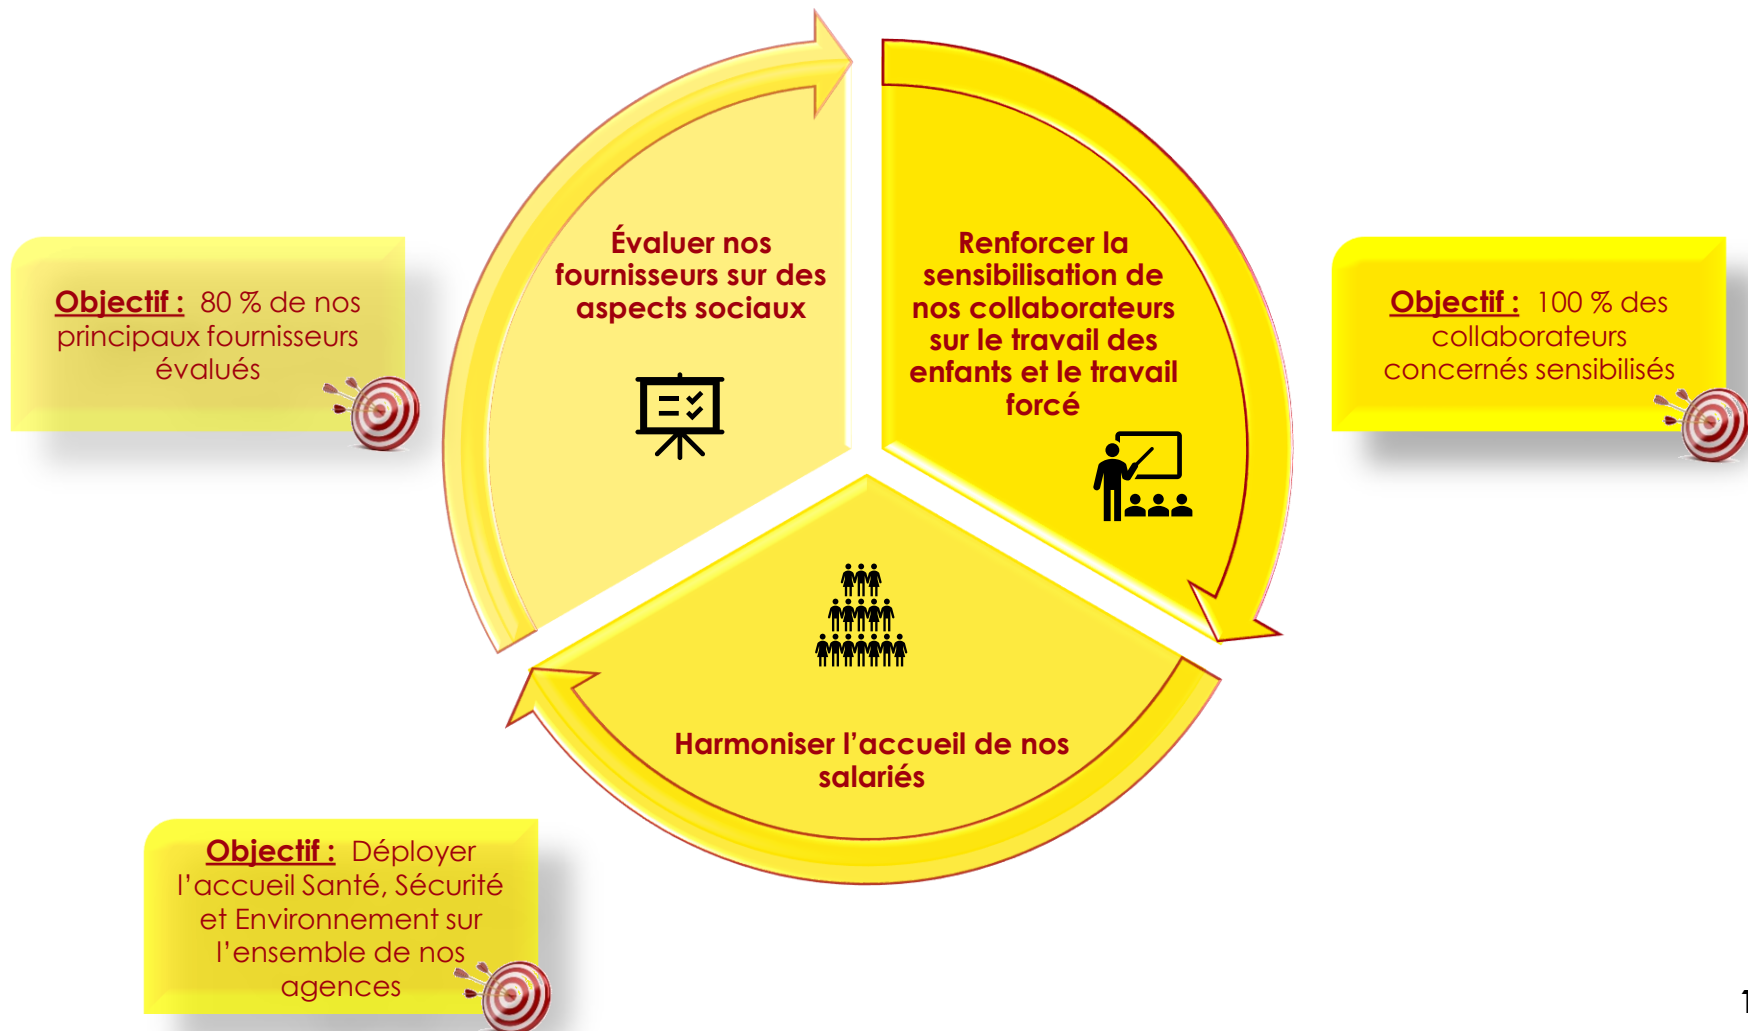 Évaluer nos
fournisseurs sur des
aspects sociaux
Renforcer la
sensibilisation de
nos collaborateurs
sur le travail des
enfants et le travail
forcé
Objectif : 80 % de nos
principaux fournisseurs
évalués
Objectif : 100 % des
collaborateurs
concernés sensibilisés
Harmoniser l’accueil de nos
salariés
Objectif : Déployer
l’accueil Santé, Sécurité
et Environnement sur
l’ensemble de nos
agences